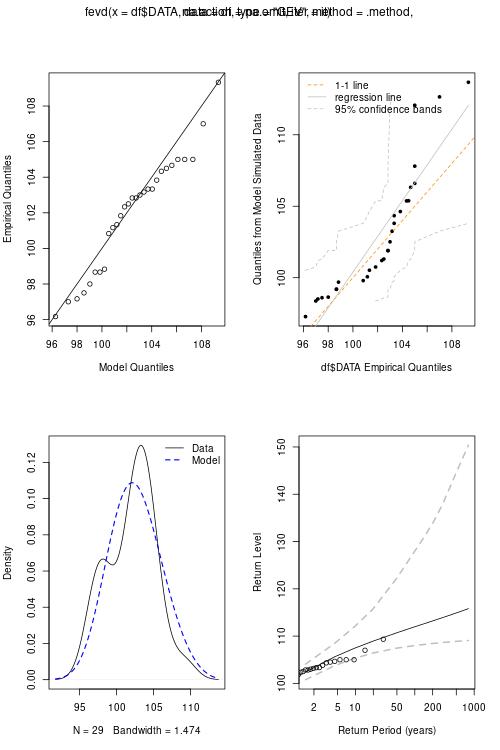 fevd(x = df$DATA, data = df, type = "GEV", method = .method,
108
106
104
102
100
98
96
Empirical Quantiles
96 98 100 104 108
Model Quantiles
1-1 line
regression line
95% confidence bands
110
105
100
Quantiles from Model Simulated Data
96 98 100 104 108
df$DATA Empirical Quantiles
Data
Model
0.12
0.10
0.08
0.06
0.04
0.02
0.00
Density
95 100 105 110
N = 29 Bandwidth = 1.474
150
140
130
120
110
100
Return Level
2 5 10 50 200 1000
Return Period (years)